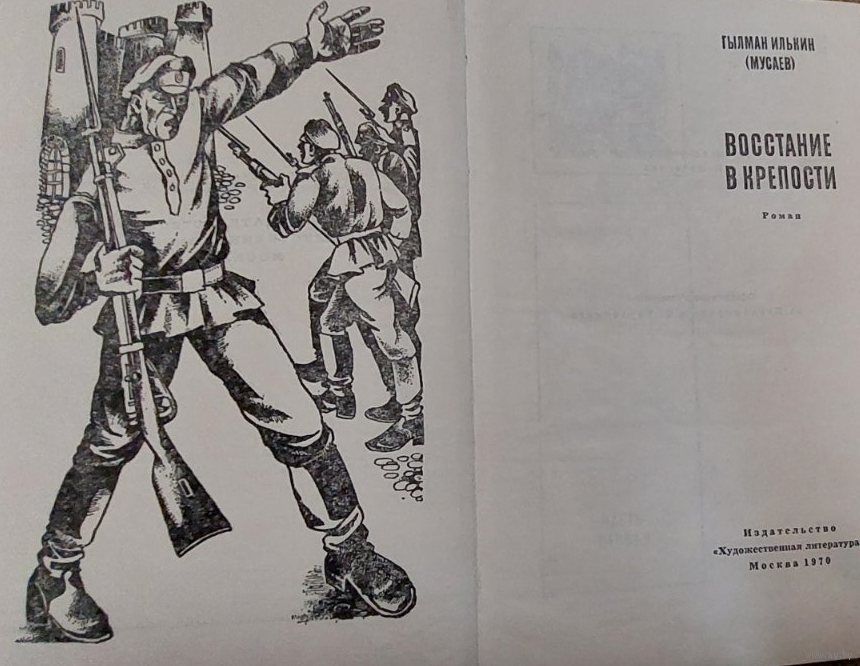 ГЫЛМАН ИЛЬКИН
(МУСАЕВ)
ВОССТАНИЕ
В КРЕПОСТИ
Роман
Издательство
«Художественная литература
Москва 1970